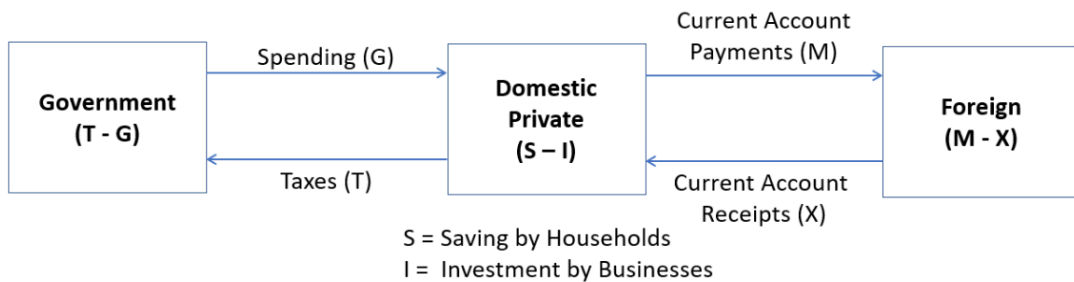 Government
(T - G)
Spending (G)
Taxes (T)
Domestic
Private
(S – I)
Current Account
Payments (M)
Current Account
Receipts (X)
Foreign
(M - X)
S = Saving by Households
I =  Investment by Businesses